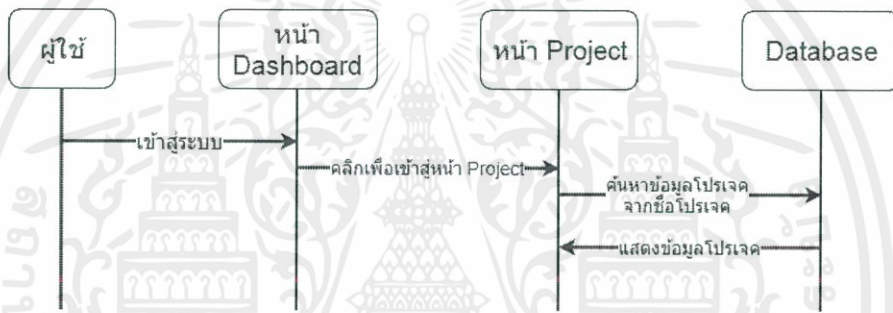 ผู้ใช้
หน้า
Dashboard
หน้า Project
Database
เข้าสู่ระบบ
คลิกเพื่อเข้าสู่หน้า Project
ค้นหาข้อมูลโปรเจค
จากชื่อโปรเจค
แสดงข้อมูลโปรเจค